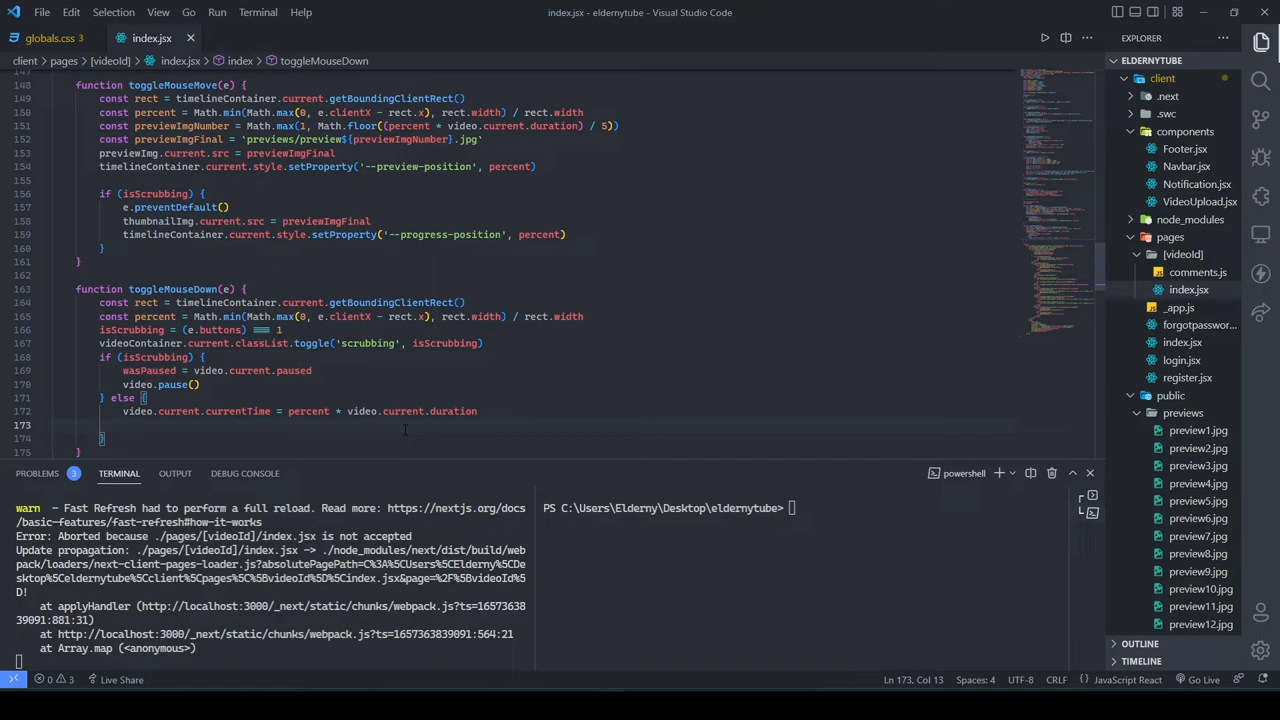 File Edit Selection View Go Run Terminal Help
index.jsx - eldernytube - Visual Studio Code
globals.css 3
index.jsx
client > pages > [videoId] > index.jsx > index > toggleMouseDown
147
148 function toggleMouseMove(e) {
149 const rect = timelineContainer.current.getBoundingClientRect()
150 const percent = Math.min(Math.max(0, e.clientX - rect.x), rect.width) / rect.width
151 const previewImgNumber = Math.max(1, Math.floor((percent * video.current.duration) / 5))
152 const previewImgFinal = `previews/preview${previewImgNumber}.jpg`
153 previewImg.current.src = previewImgFinal
154 timelineContainer.current.style.setProperty('--preview-position', percent)
155
156 if (isScrubbing) {
157 e.preventDefault()
158 thumbnailImg.current.src = previewImgFinal
159 timelineContainer.current.style.setProperty('--progress-position', percent)
160 }
161 }
162
163 function toggleMouseDown(e) {
164 const rect = timelineContainer.current.getBoundingClientRect()
165 const percent = Math.min(Math.max(0, e.clientX - rect.x), rect.width) / rect.width
166 isScrubbing = (e.buttons) === 1
167 videoContainer.current.classList.toggle('scrubbing', isScrubbing)
168 if (isScrubbing) {
169 wasPaused = video.current.paused
170 video.pause()
171 } else {
172 video.current.currentTime = percent * video.current.duration
173
174 }
175 }
PROBLEMS 3 TERMINAL OUTPUT DEBUG CONSOLE
powershell
warn - Fast Refresh had to perform a full reload. Read more: https://nextjs.org/docs
/basic-features/fast-refresh#how-it-works
Error: Aborted because ./pages/[videoId]/index.jsx is not accepted
Update propagation: ./pages/[videoId]/index.jsx -> ./node_modules/next/dist/build/web
pack/loaders/next-client-pages-loader.js?absolutePagePath=C%3A%5CUsers%5CElderny%5CDe
sktop%5Celdernytube%5Cclient%5Cpages%5C%5BvideoId%5D%5Cindex.jsx&page=%2F%5BvideoId%5
D!
at applyHandler (http://localhost:3000/_next/static/chunks/webpack.js?ts=16573638
39091:881:31)
at http://localhost:3000/_next/static/chunks/webpack.js?ts=1657363839091:564:21
at Array.map (<anonymous>)
PS C:\Users\Elderny\Desktop\eldernytube>
EXPLORER
ELDERNYTUBE
client
.next
.swc
components
Footer.jsx
Navbar.jsx
Notification.jsx
VideoUpload.jsx
node_modules
pages
[videoId]
comments.js
index.jsx
_app.js
forgotpasswor...
index.jsx
login.jsx
register.jsx
public
previews
preview1.jpg
preview2.jpg
preview3.jpg
preview4.jpg
preview5.jpg
preview6.jpg
preview7.jpg
preview8.jpg
preview9.jpg
preview10.jpg
preview11.jpg
preview12.jpg
OUTLINE
TIMELINE
0 3 Live Share
Ln 173, Col 13 Spaces: 4 UTF-8 CRLF { } JavaScript React Go Live